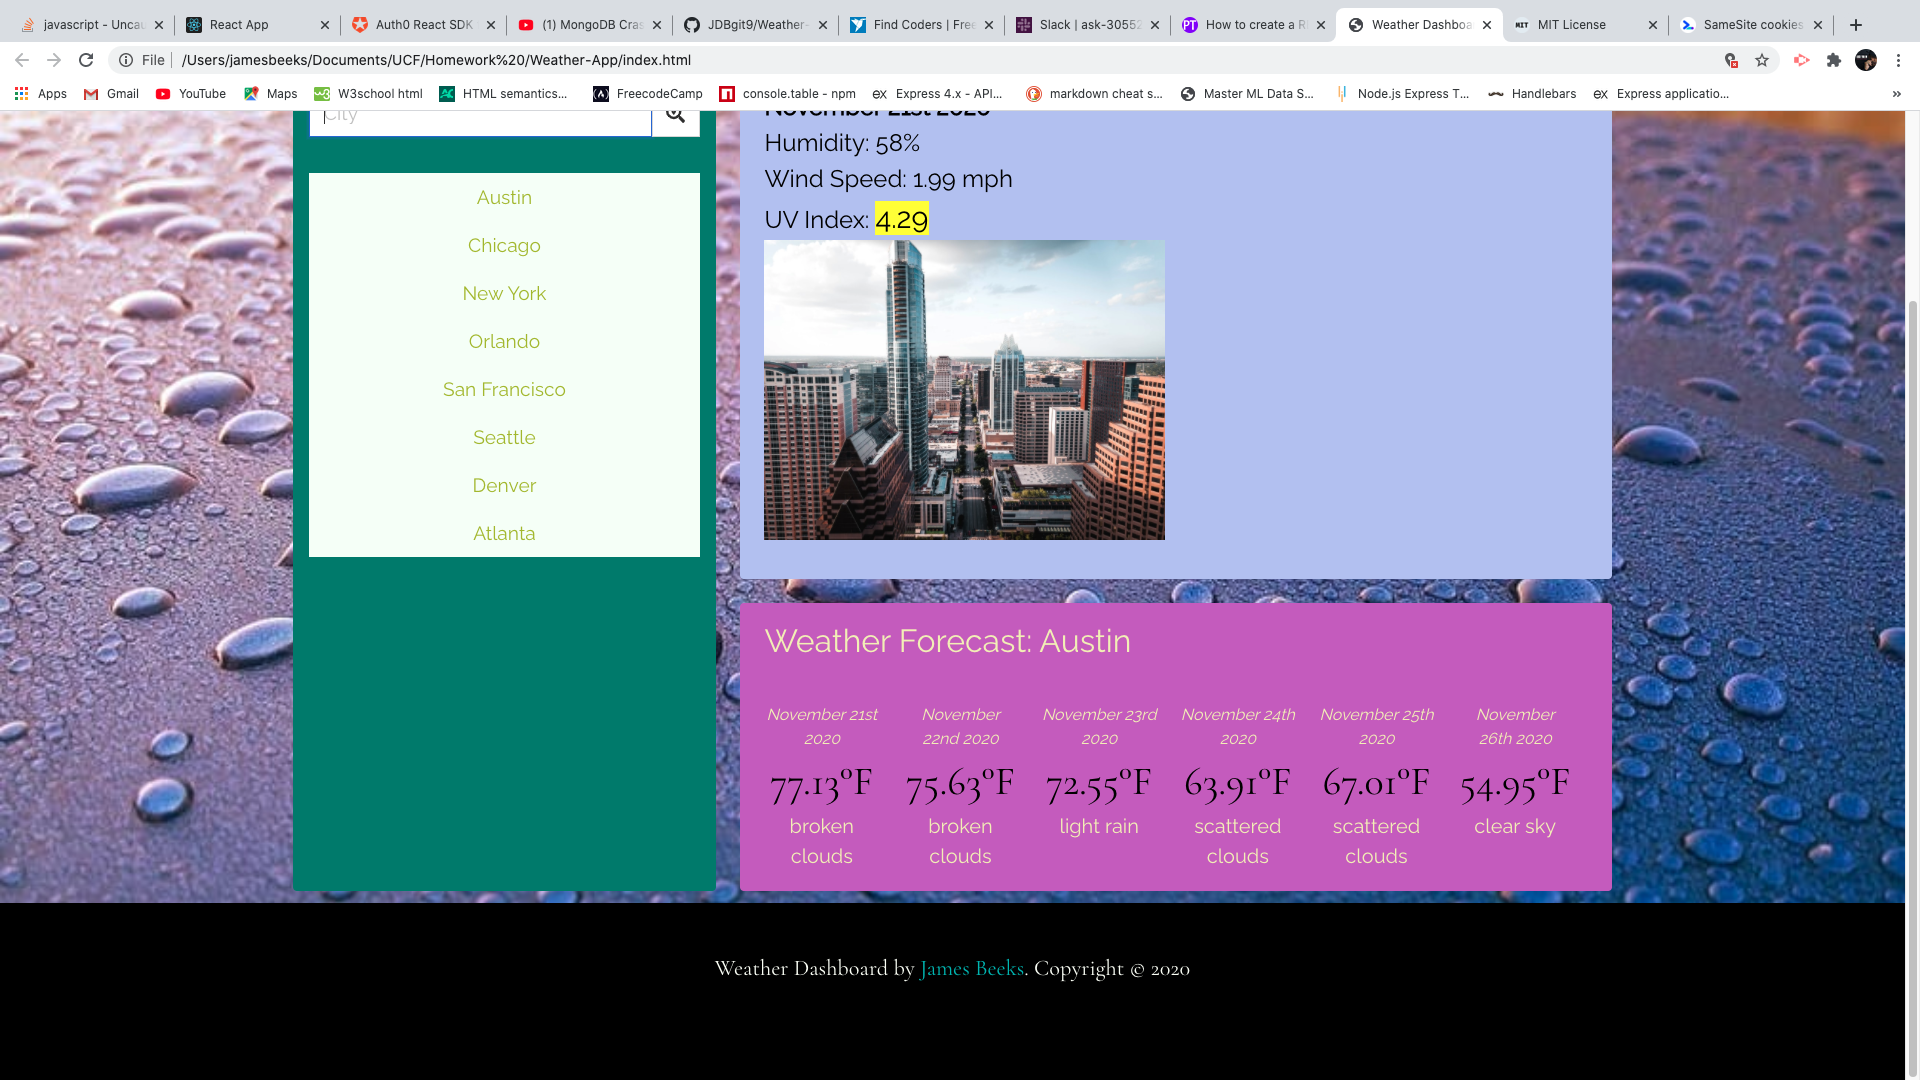 javascript - Uncau
React App
Auth0 React SDK
(1) MongoDB Cras
JDBgit9/Weather-
Find Coders | Free
Slack | ask-30552
How to create a R
Weather Dashboa
MIT License
SameSite cookies
File | /Users/jamesbeeks/Documents/UCF/Homework%20/Weather-App/index.html
Apps
Gmail
YouTube
Maps
W3school html
HTML semantics...
FreecodeCamp
console.table - npm
Express 4.x - API...
markdown cheat s...
Master ML Data S...
Node.js Express T...
Handlebars
Express applicatio...
»
City
Austin
Chicago
New York
Orlando
San Francisco
Seattle
Denver
Atlanta
November 21st 2020
Humidity: 58%
Wind Speed: 1.99 mph
UV Index: 4.29
Weather Forecast: Austin
November 21st
2020
77.13°F
broken
clouds
November
22nd 2020
75.63°F
broken
clouds
November 23rd
2020
72.55°F
light rain
November 24th
2020
63.91°F
scattered
clouds
November 25th
2020
67.01°F
scattered
clouds
November
26th 2020
54.95°F
clear sky
Weather Dashboard by James Beeks. Copyright © 2020